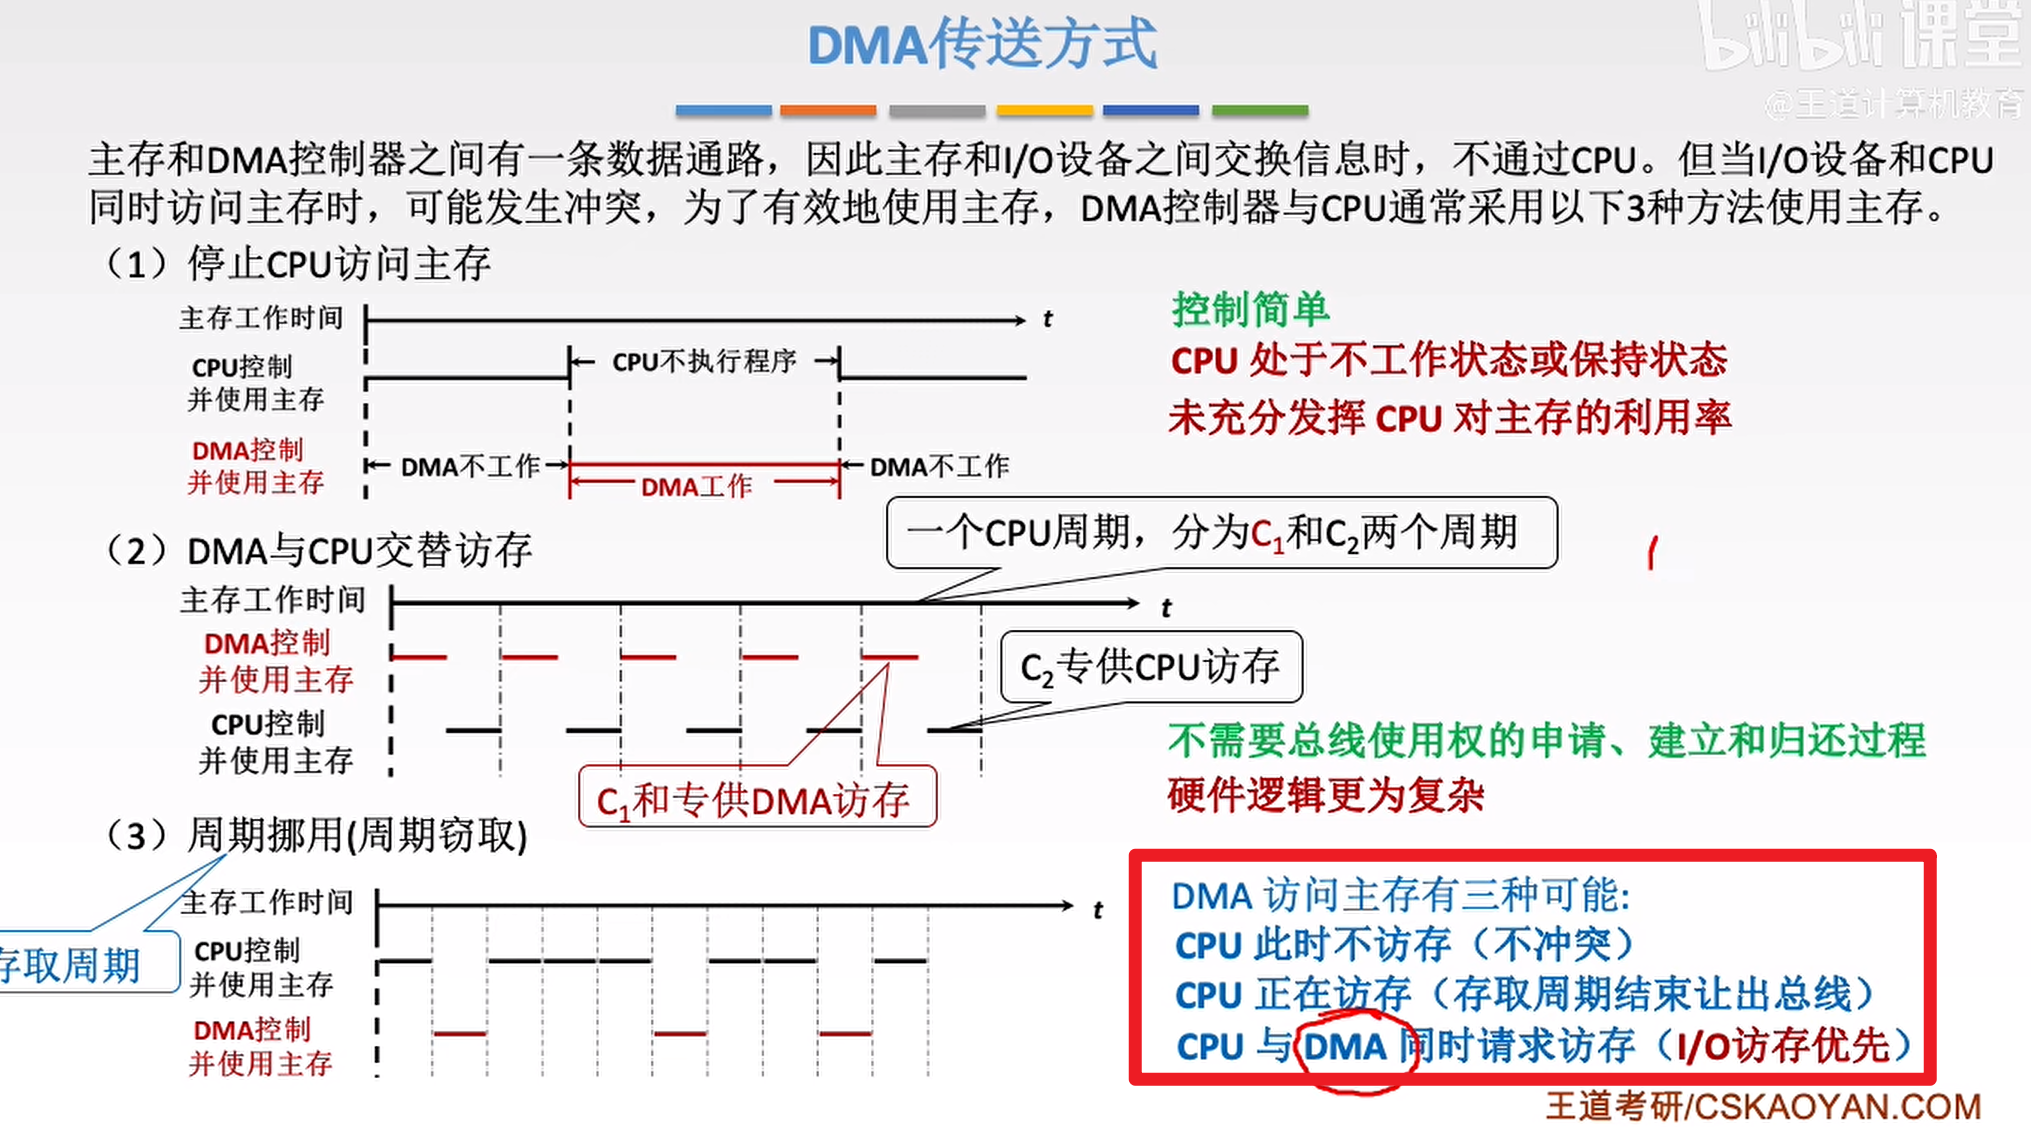 DMA传送方式
bilibili课堂
@王道计算机教育
主存和DMA控制器之间有一条数据通路，因此主存和I/O设备之间交换信息时，不通过CPU。但当I/O设备和CPU
同时访问主存时，可能发生冲突，为了有效地使用主存，DMA控制器与CPU通常采用以下3种方法使用主存。
（1）停止CPU访问主存
主存工作时间
t
CPU控制
并使用主存
CPU不执行程序
DMA控制
并使用主存
DMA不工作
DMA工作
DMA不工作
控制简单
CPU 处于不工作状态或保持状态
未充分发挥 CPU 对主存的利用率
（2）DMA与CPU交替访存
一个CPU周期，分为C1和C2两个周期
主存工作时间
t
DMA控制
并使用主存
C2专供CPU访存
CPU控制
并使用主存
C1和专供DMA访存
不需要总线使用权的申请、建立和归还过程
硬件逻辑更为复杂
（3）周期挪用(周期窃取)
主存工作时间
t
存取周期
CPU控制
并使用主存
DMA控制
并使用主存
DMA 访问主存有三种可能:
CPU 此时不访存（不冲突）
CPU 正在访存（存取周期结束让出总线）
CPU 与 DMA 同时请求访存（I/O访存优先）
王道考研/CSKAOYAN.COM